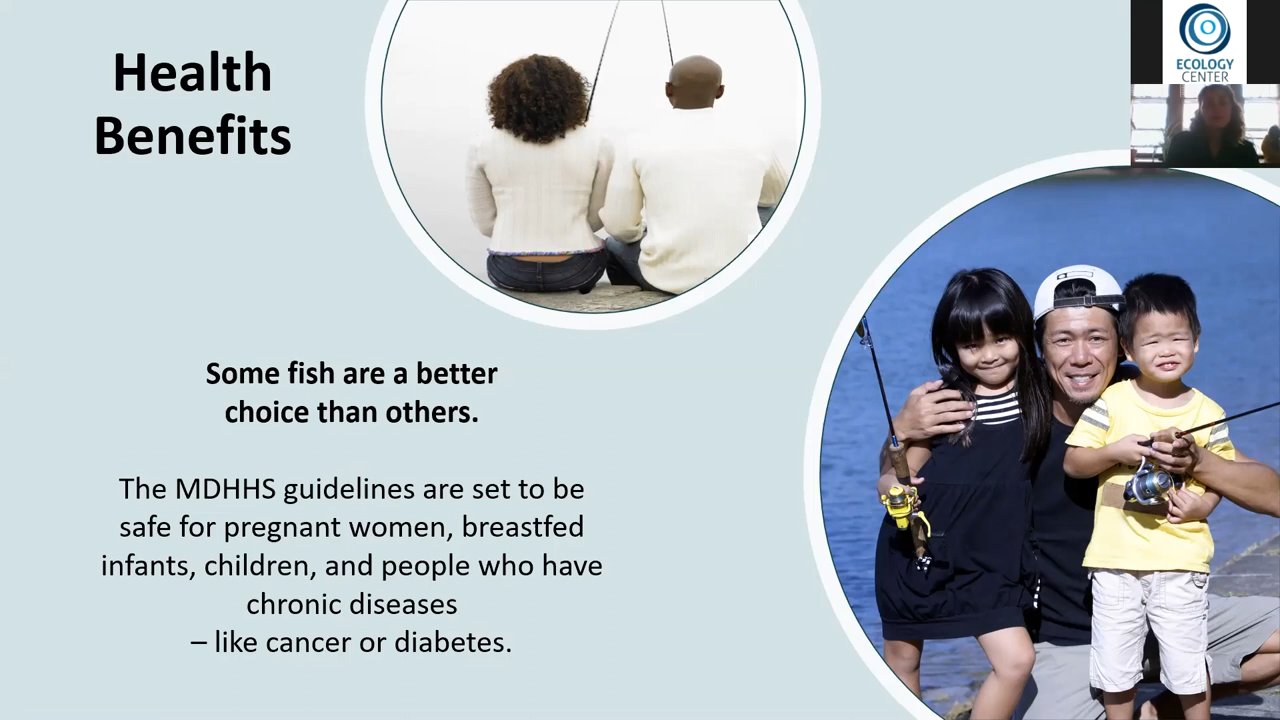 Health
Benefits
ECOLOGY
CENTER
Some fish are a better
choice than others.
The MDHHS guidelines are set to be
safe for pregnant women, breastfed
infants, children, and people who have
chronic diseases
– like cancer or diabetes.